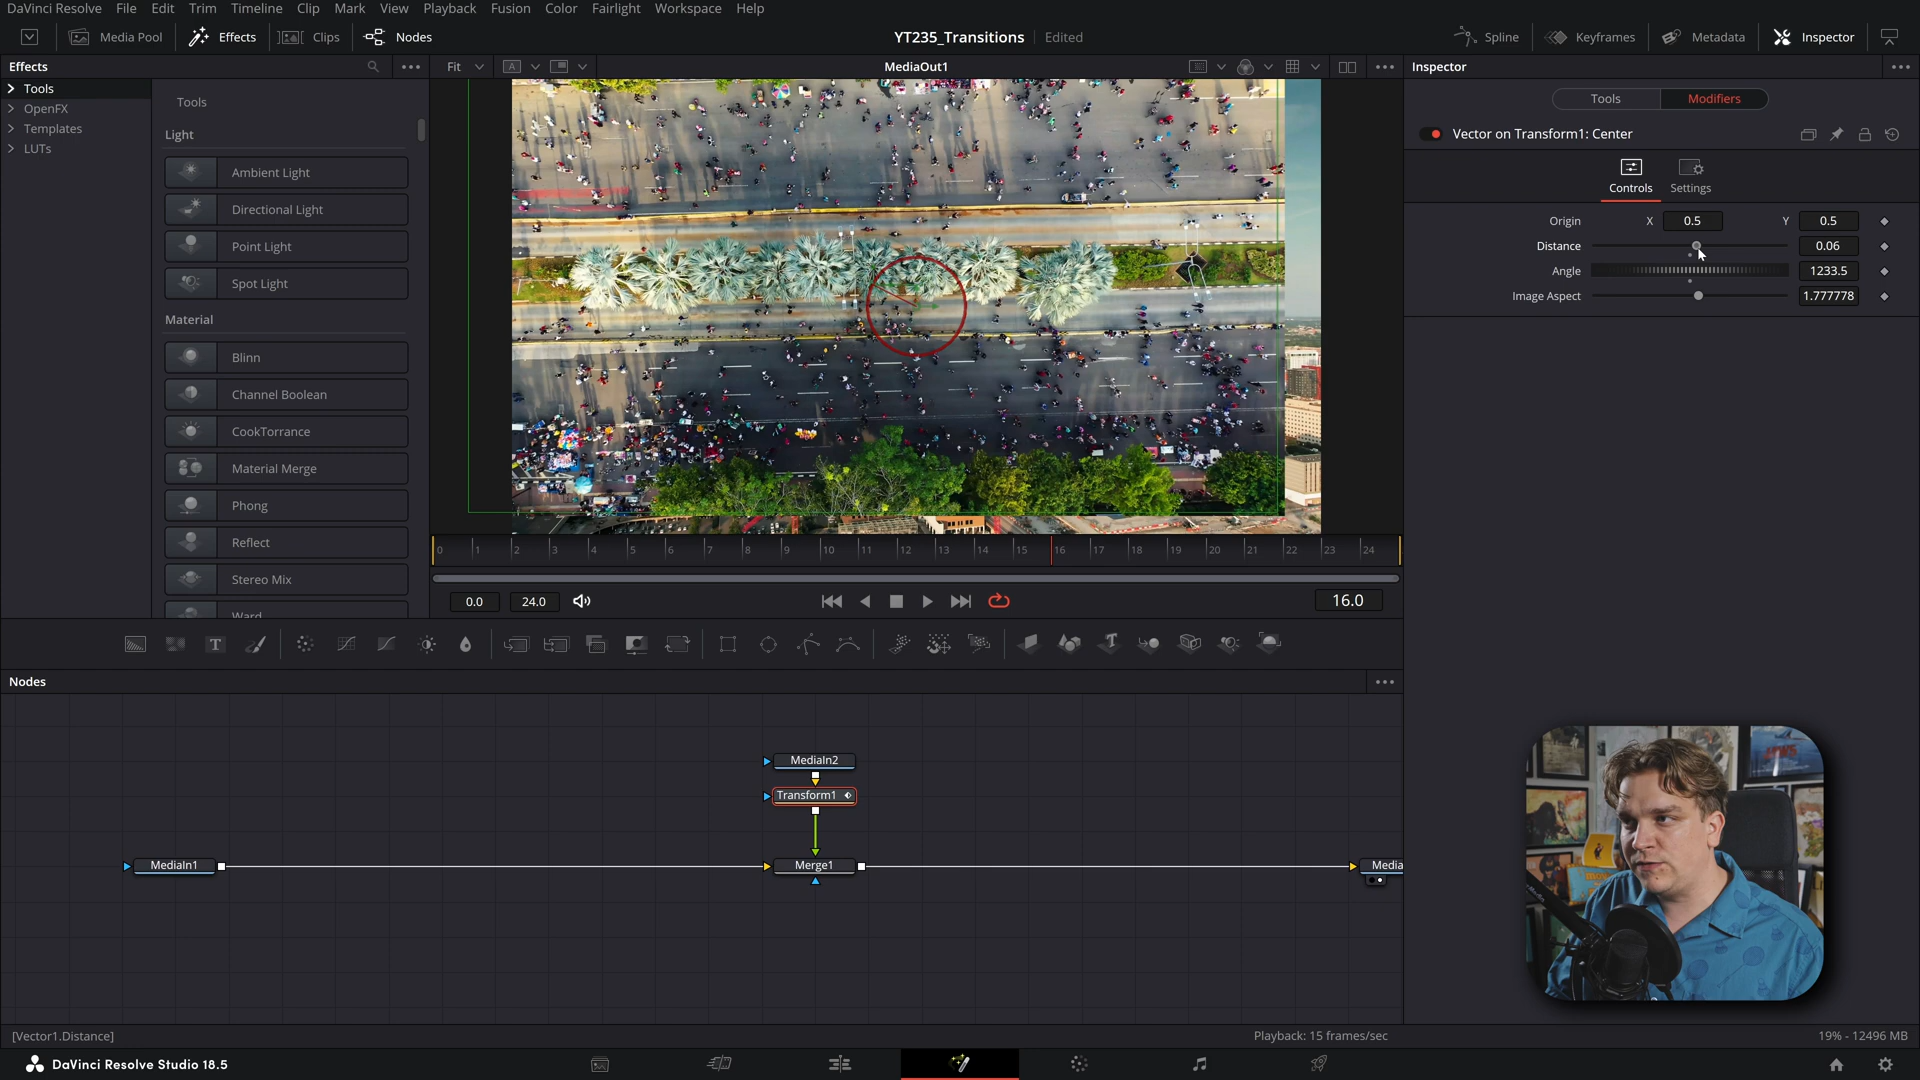 DaVinci Resolve File Edit Trim Timeline Clip Mark View Playback Fusion Color Fairlight Workspace Help
Media Pool Effects Clips Nodes YT235_Transitions Edited Spline Keyframes Metadata Inspector
Effects Fit MediaOut1 Inspector
Tools
OpenFX
Templates
LUTs
Tools
Light
Ambient Light
Directional Light
Point Light
Spot Light
Material
Blinn
Channel Boolean
CookTorrance
Material Merge
Phong
Reflect
Stereo Mix
Ward
Tools Modifiers
Vector on Transform1: Center
Controls Settings
Origin X 0.5 Y 0.5
Distance 0.06
Angle 1233.5
Image Aspect 1.777778
0 1 2 3 4 5 6 7 8 9 10 11 12 13 14 15 16 17 18 19 20 21 22 23 24
0.0 24.0 16.0
Nodes
MediaIn2
Transform1
MediaIn1 Merge1 Media
[Vector1.Distance] Playback: 15 frames/sec 19% - 12496 MB
DaVinci Resolve Studio 18.5